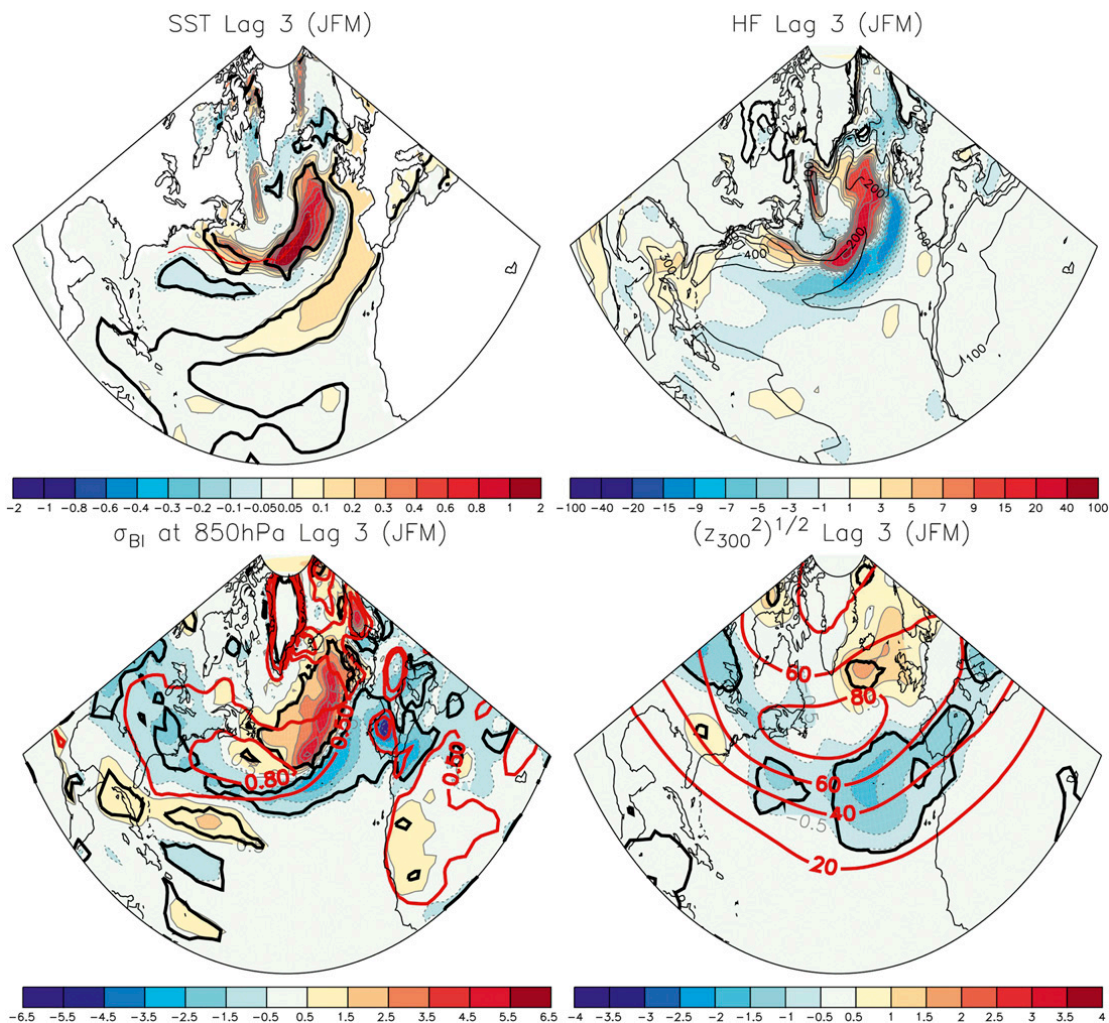 SST Lag 3 (JFM)
HF Lag 3 (JFM)
-200
-200
-400
300
100
-2 -1 -0.8 -0.6 -0.4 -0.3 -0.2 -0.1 -0.050.05 0.1 0.2 0.3 0.4 0.6 0.8 1 2
-100 -40 -20 -15 -9 -7 -5 -3 -1 1 3 5 7 9 15 20 40 100
σBI at 850hPa Lag 3 (JFM)
(z300²)1/2 Lag 3 (JFM)
0.50
0.80
0.50
60
80
60
40
-0.5
20
-6.5 -5.5 -4.5 -3.5 -2.5 -1.5 -0.5 0.5 1.5 2.5 3.5 4.5 5.5 6.5
-4 -3.5 -3 -2.5 -2 -1.5 -1 -0.5 0.5 1 1.5 2 2.5 3 3.5 4